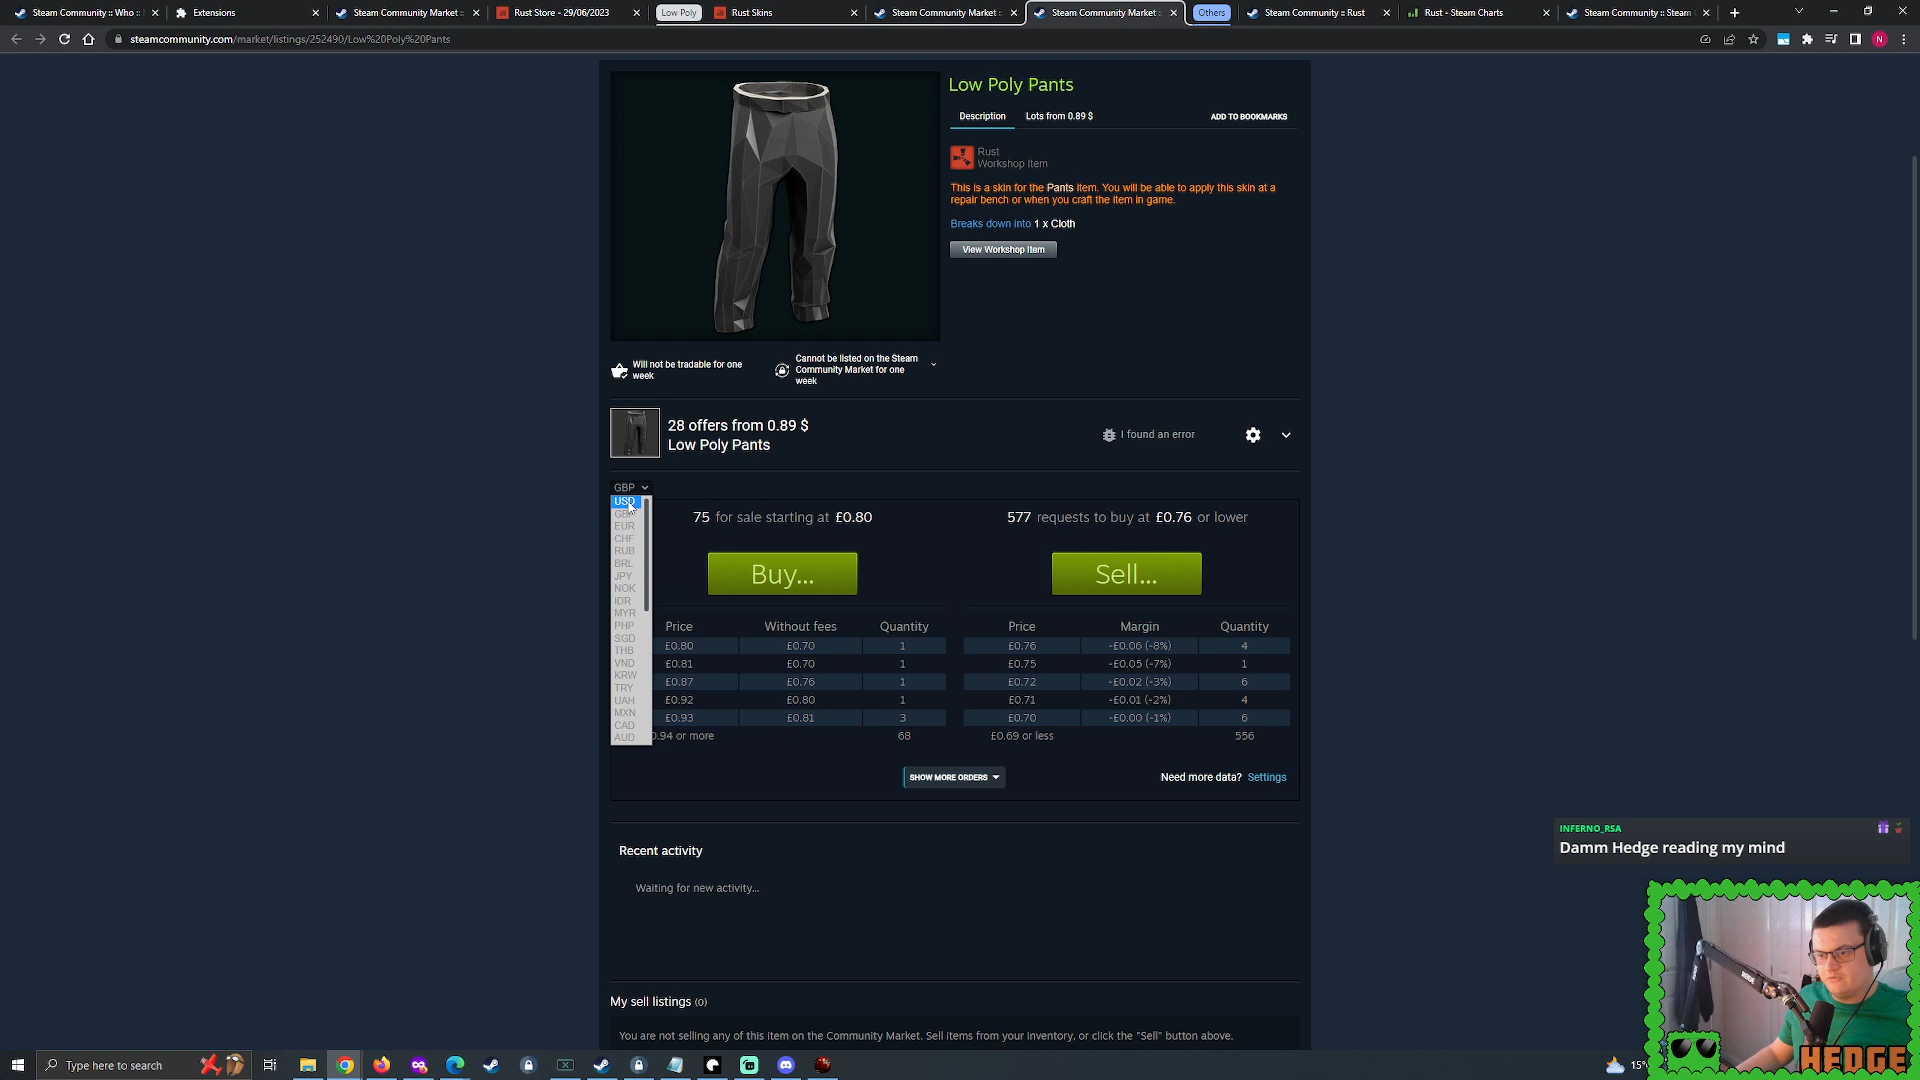 Steam Community :: Who ::
Extensions
Steam Community Market ::
Rust Store - 29/06/2023
Low Poly
Rust Skins
Steam Community Market ::
Steam Community Market ::
Others
Steam Community :: Rust
Rust - Steam Charts
Steam Community :: Steam
steamcommunity.com/market/listings/252490/Low%20Poly%20Pants
N
Low Poly Pants
Description
Lots from 0.89 $
ADD TO BOOKMARKS
Rust
Workshop Item
This is a skin for the Pants item. You will be able to apply this skin at a
repair bench or when you craft the item in game.
Breaks down into 1 x Cloth
View Workshop Item
Will not be tradable for one
week
Cannot be listed on the Steam
Community Market for one
week
28 offers from 0.89 $
Low Poly Pants
I found an error
GBP
USD
GBP
EUR
CHF
RUB
BRL
JPY
NOK
IDR
MYR
PHP
SGD
THB
VND
KRW
TRY
UAH
MXN
CAD
AUD
75 for sale starting at £0.80
577 requests to buy at £0.76 or lower
Buy...
Sell...
Price Without fees Quantity
£0.80 £0.70 1
£0.81 £0.70 1
£0.87 £0.76 1
£0.92 £0.80 1
£0.93 £0.81 3
0.94 or more 68
Price Margin Quantity
£0.76 -£0.06 (-8%) 4
£0.75 -£0.05 (-7%) 1
£0.72 -£0.02 (-3%) 6
£0.71 -£0.01 (-2%) 4
£0.70 -£0.00 (-1%) 6
£0.69 or less 556
SHOW MORE ORDERS
Need more data? Settings
Recent activity
Waiting for new activity...
My sell listings (0)
You are not selling any of this item on the Community Market. Sell items from your inventory, or click the "Sell" button above.
INFERNO_RSA
Damm Hedge reading my mind
RODE
HEDGE
Type here to search
15°